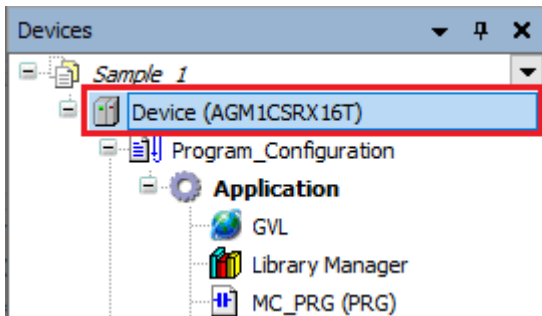 Devices
Sample 1
Device (AGM1CSRX16T)
Program_Configuration
Application
GVL
Library Manager
MC_PRG (PRG)